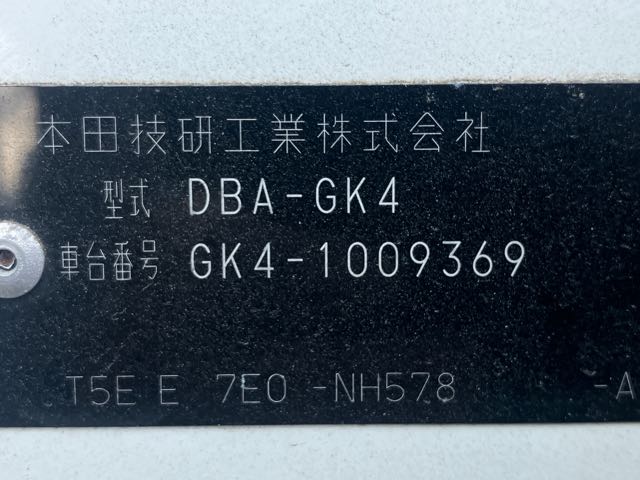 本田技研工業株式会社
型式 DBA-GK4
車台番号 GK4-1009369
T5E E 7E0 -NH578 -A